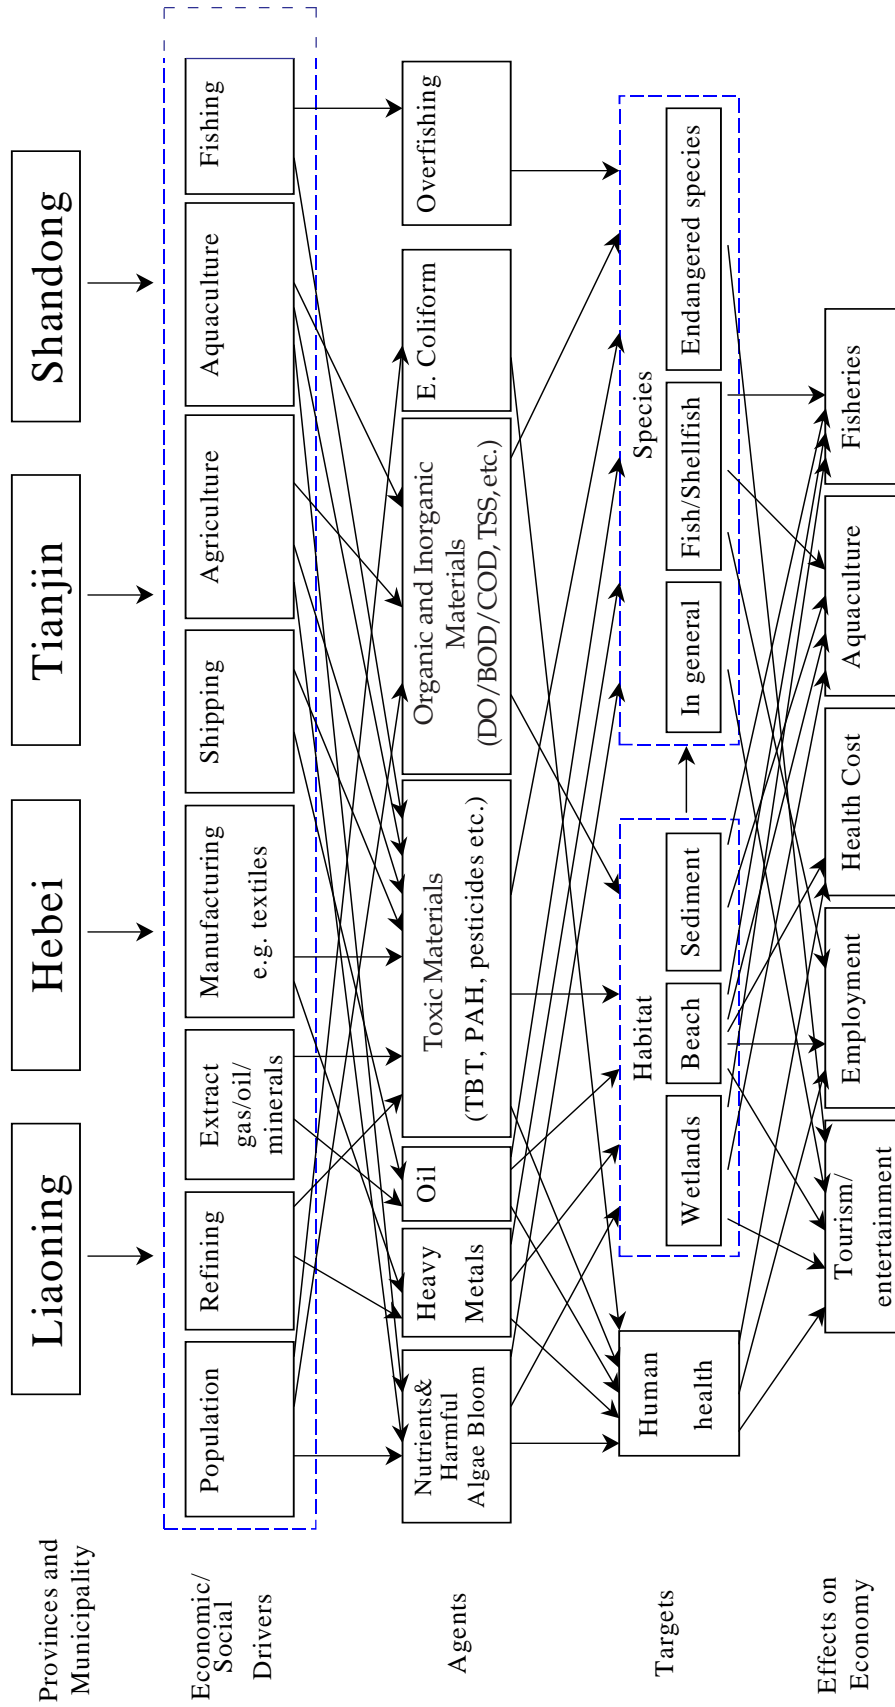 Provinces and
Municipality
Liaoning
Hebei
Tianjin
Shandong
Economic/
Social
Drivers
Population
Refining
Extract
gas/oil/
minerals
Manufacturing
e.g. textiles
Shipping
Agriculture
Aquaculture
Fishing
Agents
Nutrients&
Harmful
Algae Bloom
Heavy
Metals
Oil
Toxic Materials
(TBT, PAH, pesticides etc.)
Organic and Inorganic
Materials
(DO/BOD/COD, TSS, etc.)
E. Coliform
Overfishing
Targets
Human
health
Habitat
Wetlands
Beach
Sediment
Species
In general
Fish/Shellfish
Endangered species
Effects on
Economy
Tourism/
entertainment
Employment
Health Cost
Aquaculture
Fisheries